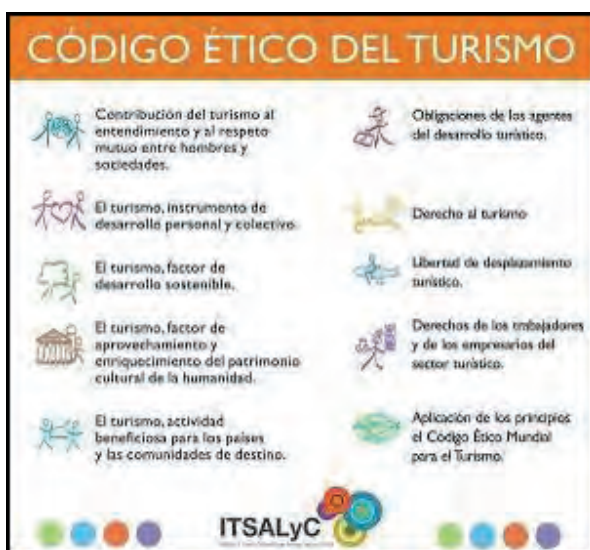 CÓDIGO ÉTICO DEL TURISMO
Contribución del turismo al
entendimiento y al respeto
mutuo entre hombres y
sociedades.
El turismo, instrumento de
desarrollo personal y colectivo.
El turismo, factor de
desarrollo sostenible.
El turismo, factor de
aprovechamiento y
enriquecimiento del patrimonio
cultural de la humanidad.
El turismo, actividad
beneficiosa para los países
y las comunidades de destino.
Obligaciones de los agentes
del desarrollo turístico.
Derecho al turismo
Libertad de desplazamiento
turístico.
Derechos de los trabajadores
y de los empresarios del
sector turístico.
Aplicación de los principios
el Código Ético Mundial
para el Turismo.
ITSALyC